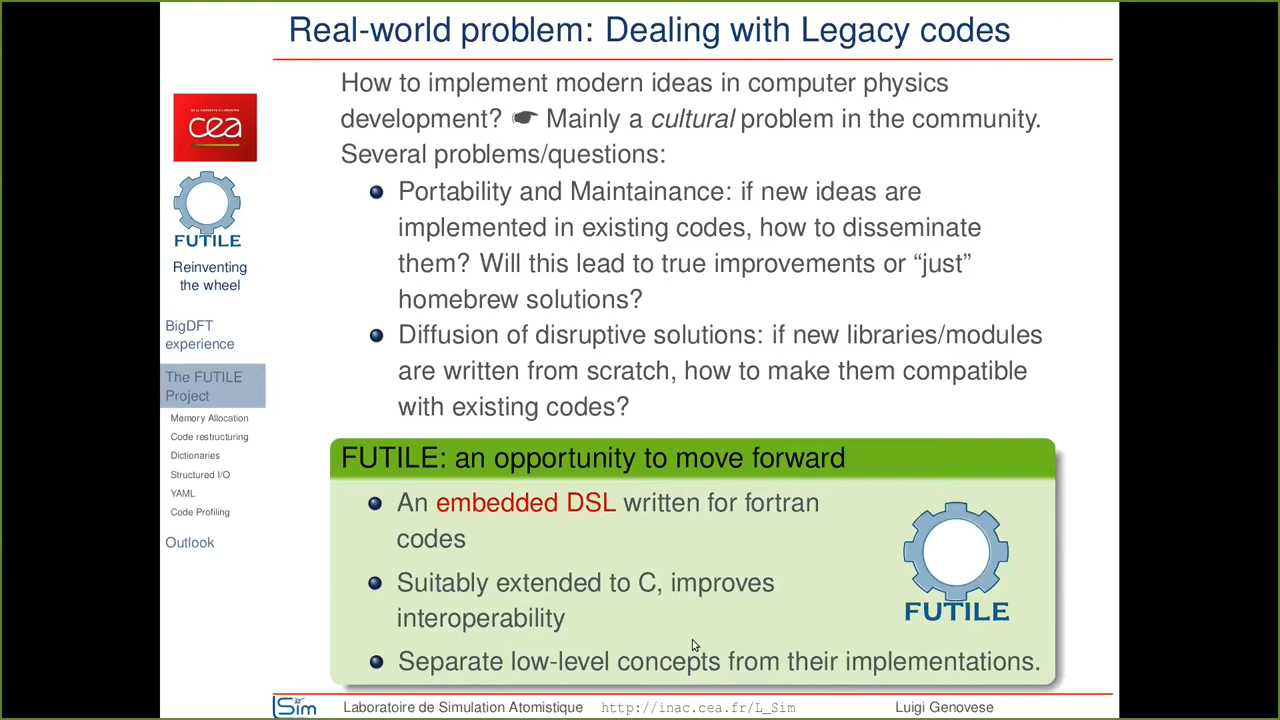 Real-world problem: Dealing with Legacy codes
cea
FUTILE
Reinventing
the wheel
BigDFT
experience
The FUTILE
Project
Memory Allocation
Code restructuring
Dictionaries
Structured I/O
YAML
Code Profiling
Outlook
How to implement modern ideas in computer physics
development? ☛ Mainly a cultural problem in the community.
Several problems/questions:
Portability and Maintainance: if new ideas are
implemented in existing codes, how to disseminate
them? Will this lead to true improvements or “just”
homebrew solutions?
Diffusion of disruptive solutions: if new libraries/modules
are written from scratch, how to make them compatible
with existing codes?
FUTILE: an opportunity to move forward
An embedded DSL written for fortran
codes
Suitably extended to C, improves
interoperability
Separate low-level concepts from their implementations.
FUTILE
Sim
Laboratoire de Simulation Atomistique http://inac.cea.fr/L_Sim Luigi Genovese